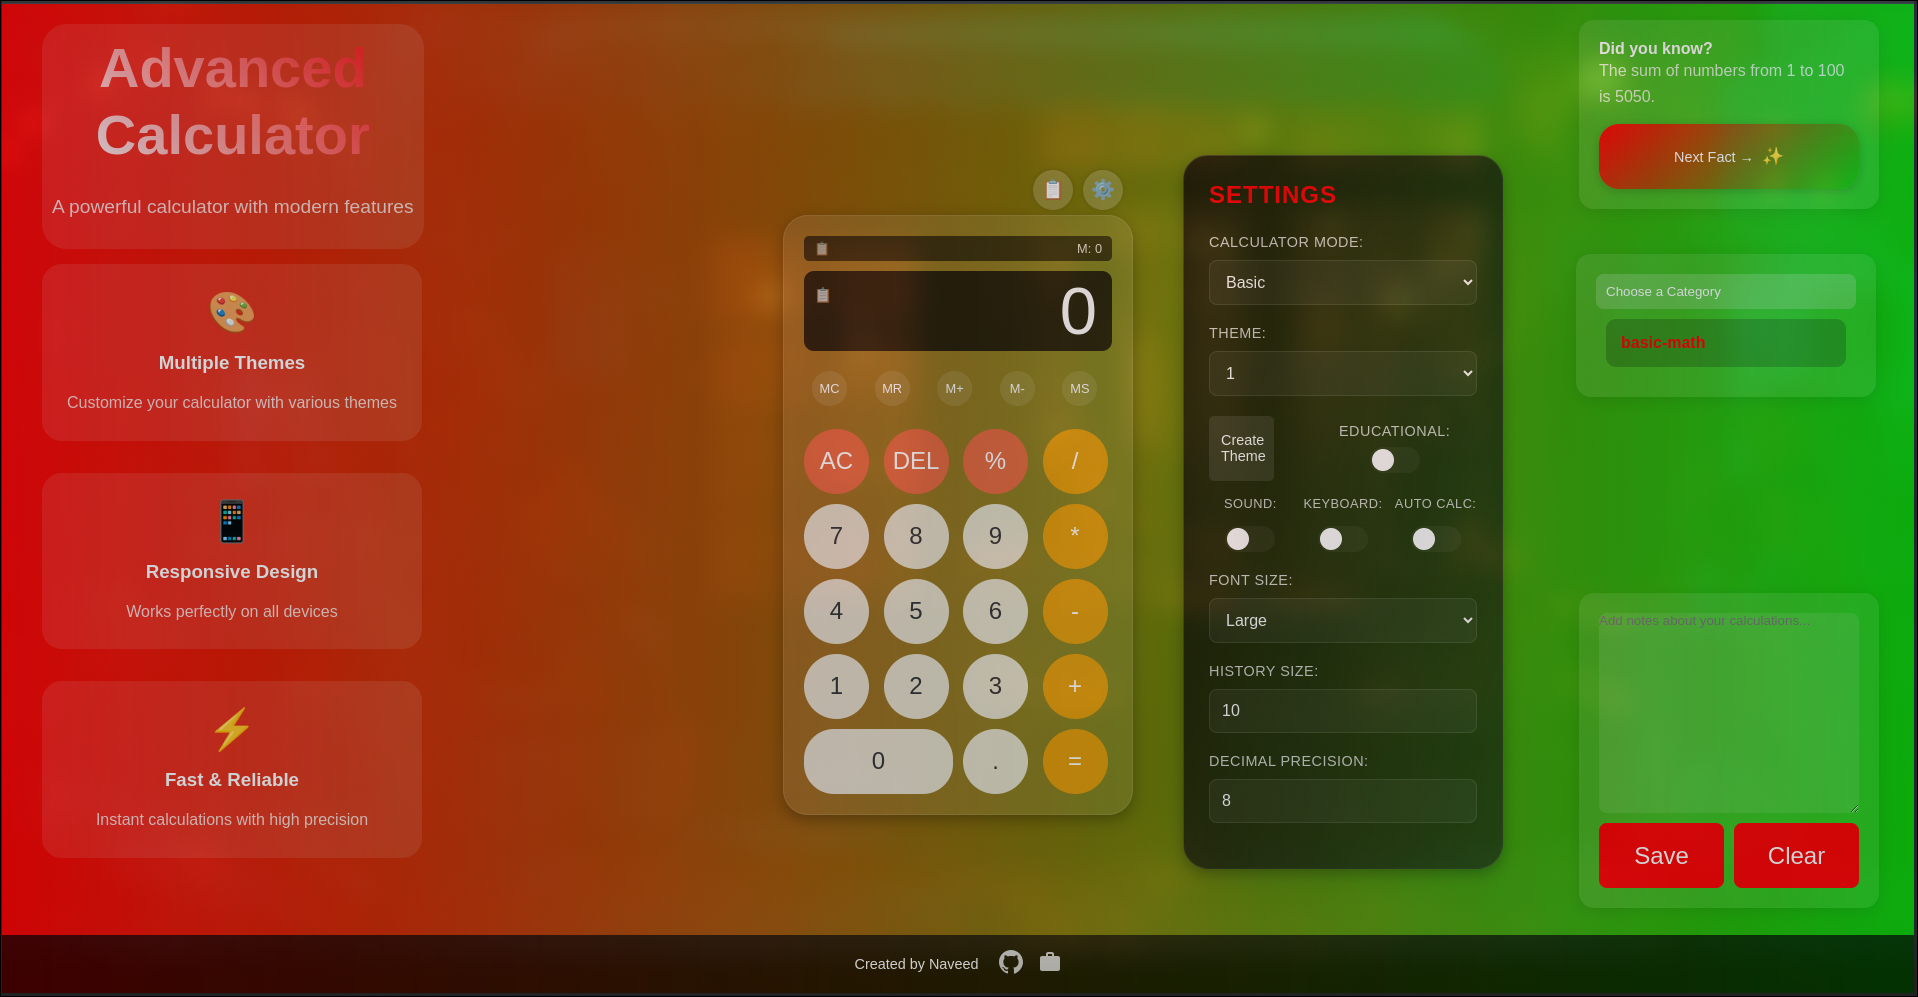 Advanced
Calculator
A powerful calculator with modern features
Multiple Themes
Customize your calculator with various themes
Responsive Design
Works perfectly on all devices
Fast & Reliable
Instant calculations with high precision
M: 0
0
MC MR M+ M- MS
AC DEL % /
7 8 9 *
4 5 6 -
1 2 3 +
0 . =
SETTINGS
CALCULATOR MODE:
Basic
THEME:
1
Create
Theme
EDUCATIONAL:
SOUND: KEYBOARD: AUTO CALC:
FONT SIZE:
Large
HISTORY SIZE:
10
DECIMAL PRECISION:
8
Did you know?
The sum of numbers from 1 to 100
is 5050.
Next Fact → ✨
Choose a Category
basic-math
Add notes about your calculations...
Save Clear
Created by Naveed